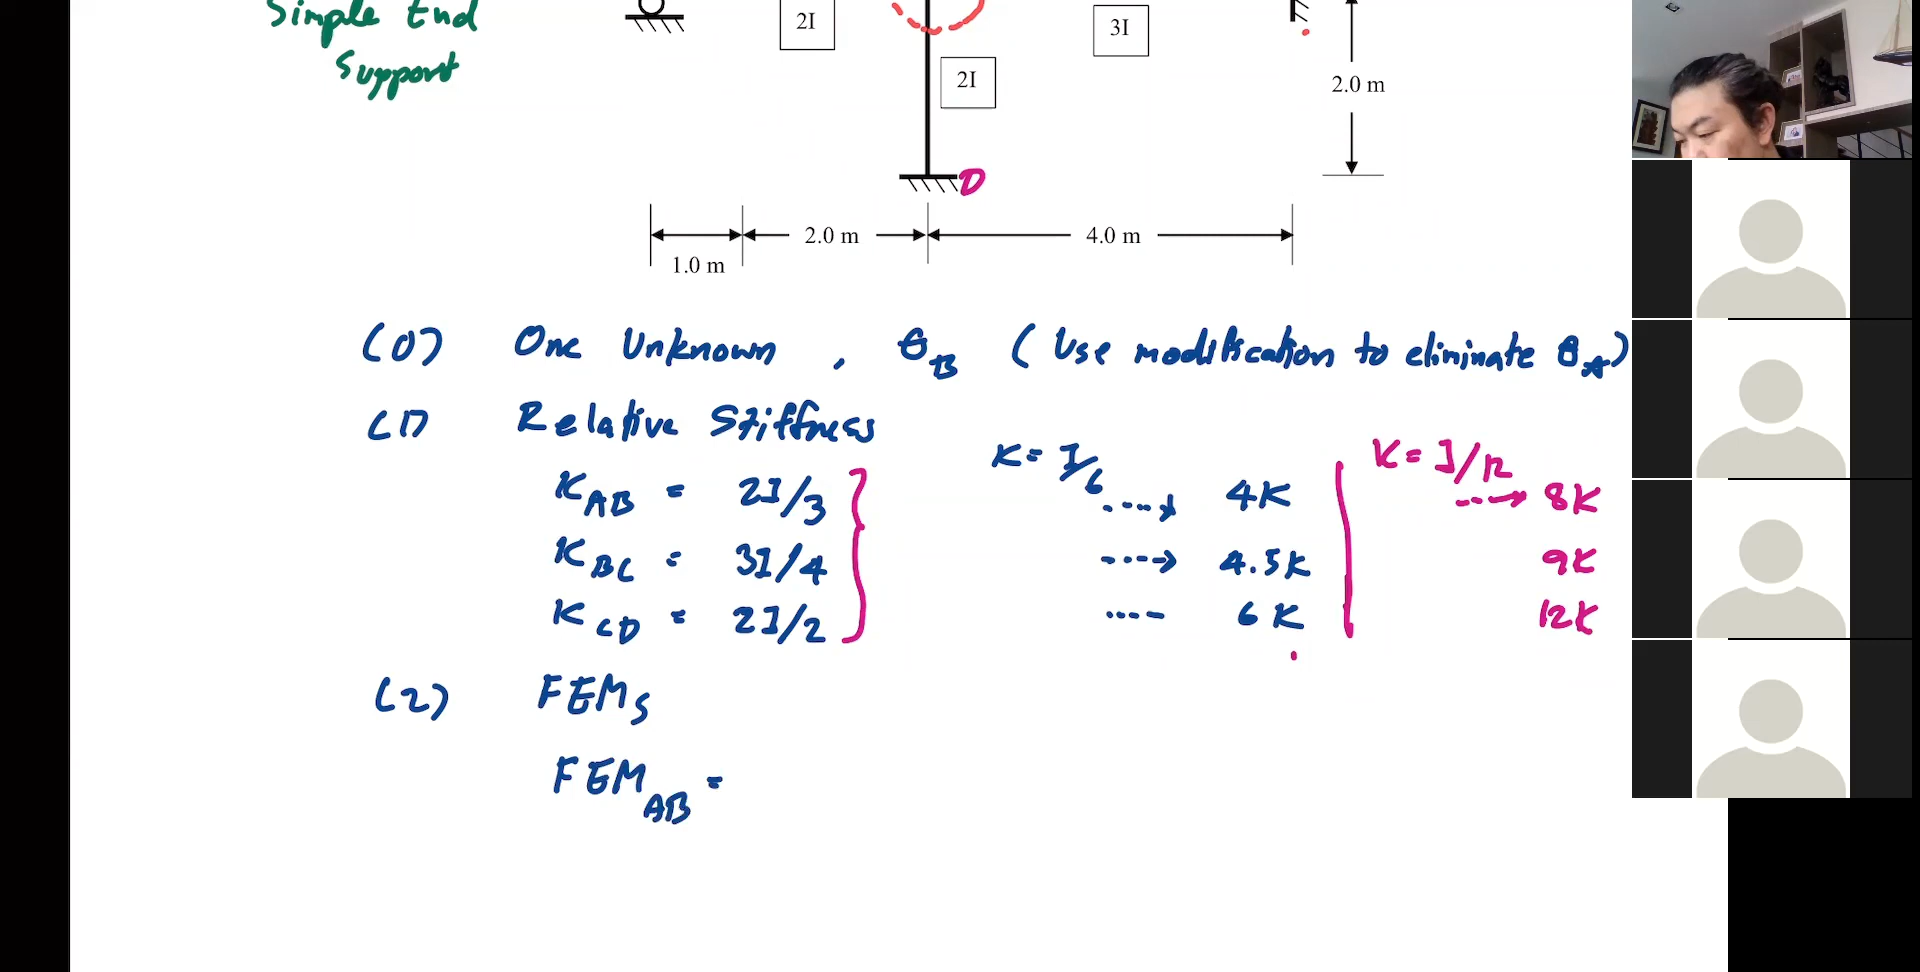 Simple End
Support
2I
3I
2I
2.0 m
D
2.0 m
4.0 m
1.0 m
(0) One Unknown, θB (Use modification to eliminate θA)
(1) Relative Stiffness
K = I/6
K = I/12
KAB = 2I/3 ----> 4K ---> 8K
KBC = 3I/4 ----> 4.5K 9K
KCD = 2I/2 ---- 6K 12K
(2) FEMs
FEMAB =